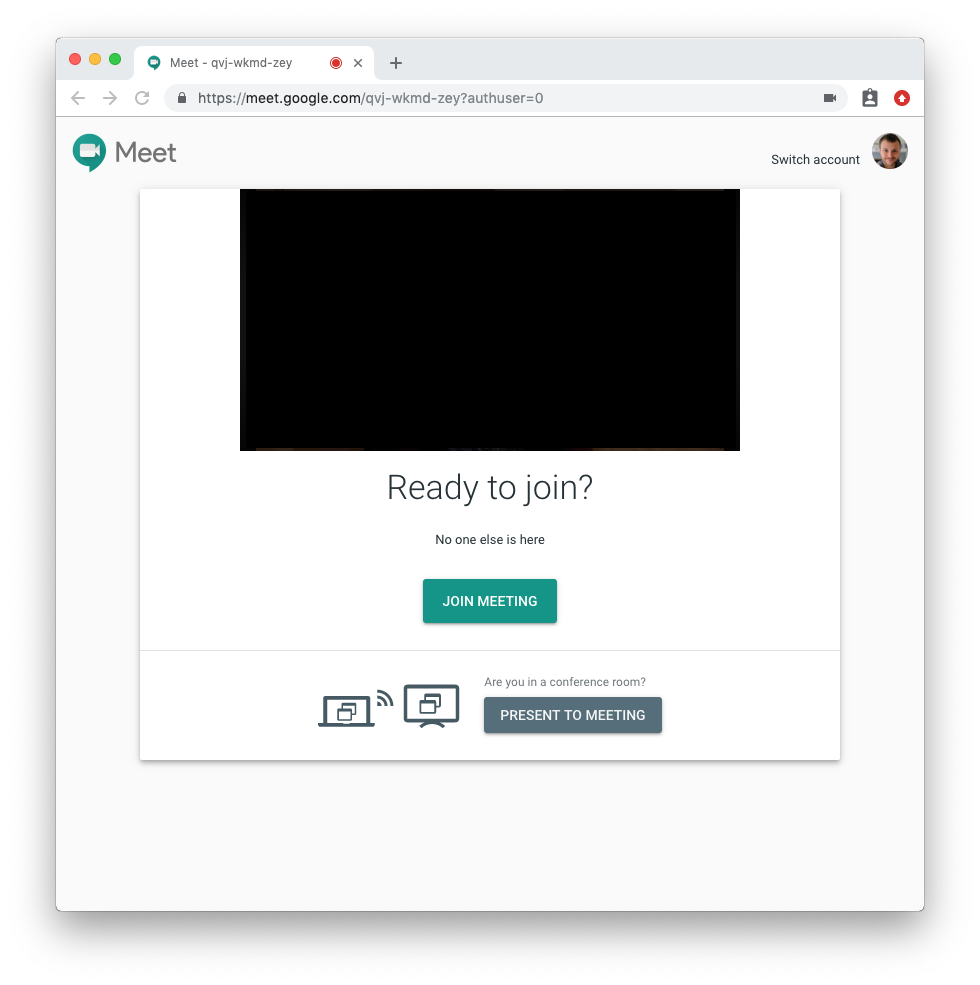 Meet - qvj-wkmd-zey
https://meet.google.com/qvj-wkmd-zey?authuser=0
Meet
Switch account
Ready to join?
No one else is here
JOIN MEETING
Are you in a conference room?
PRESENT TO MEETING